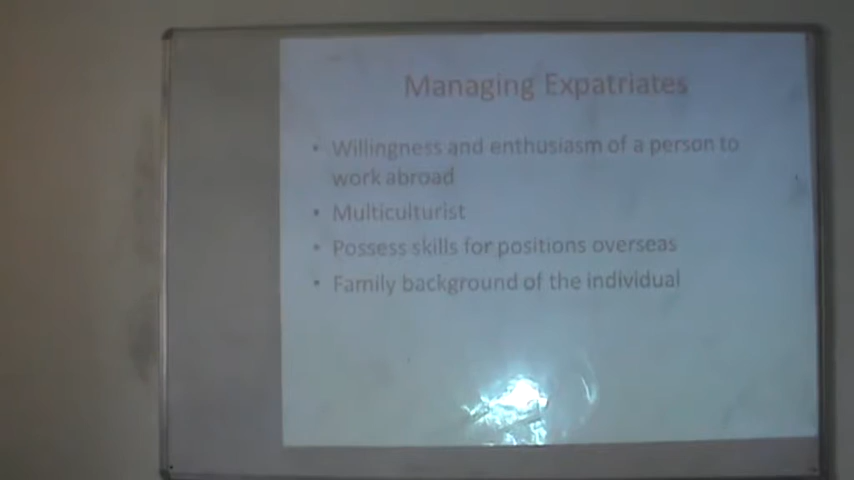 Managing Expatriates
• Willingness and enthusiasm of a person to
work abroad
• Multiculturist
• Possess skills for positions overseas
• Family background of the individual